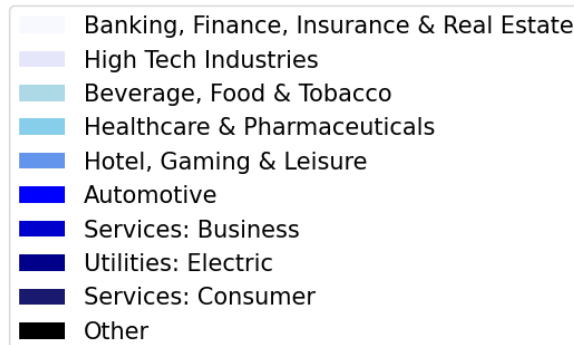 Banking, Finance, Insurance & Real Estate
High Tech Industries
Beverage, Food & Tobacco
Healthcare & Pharmaceuticals
Hotel, Gaming & Leisure
Automotive
Services: Business
Utilities: Electric
Services: Consumer
Other